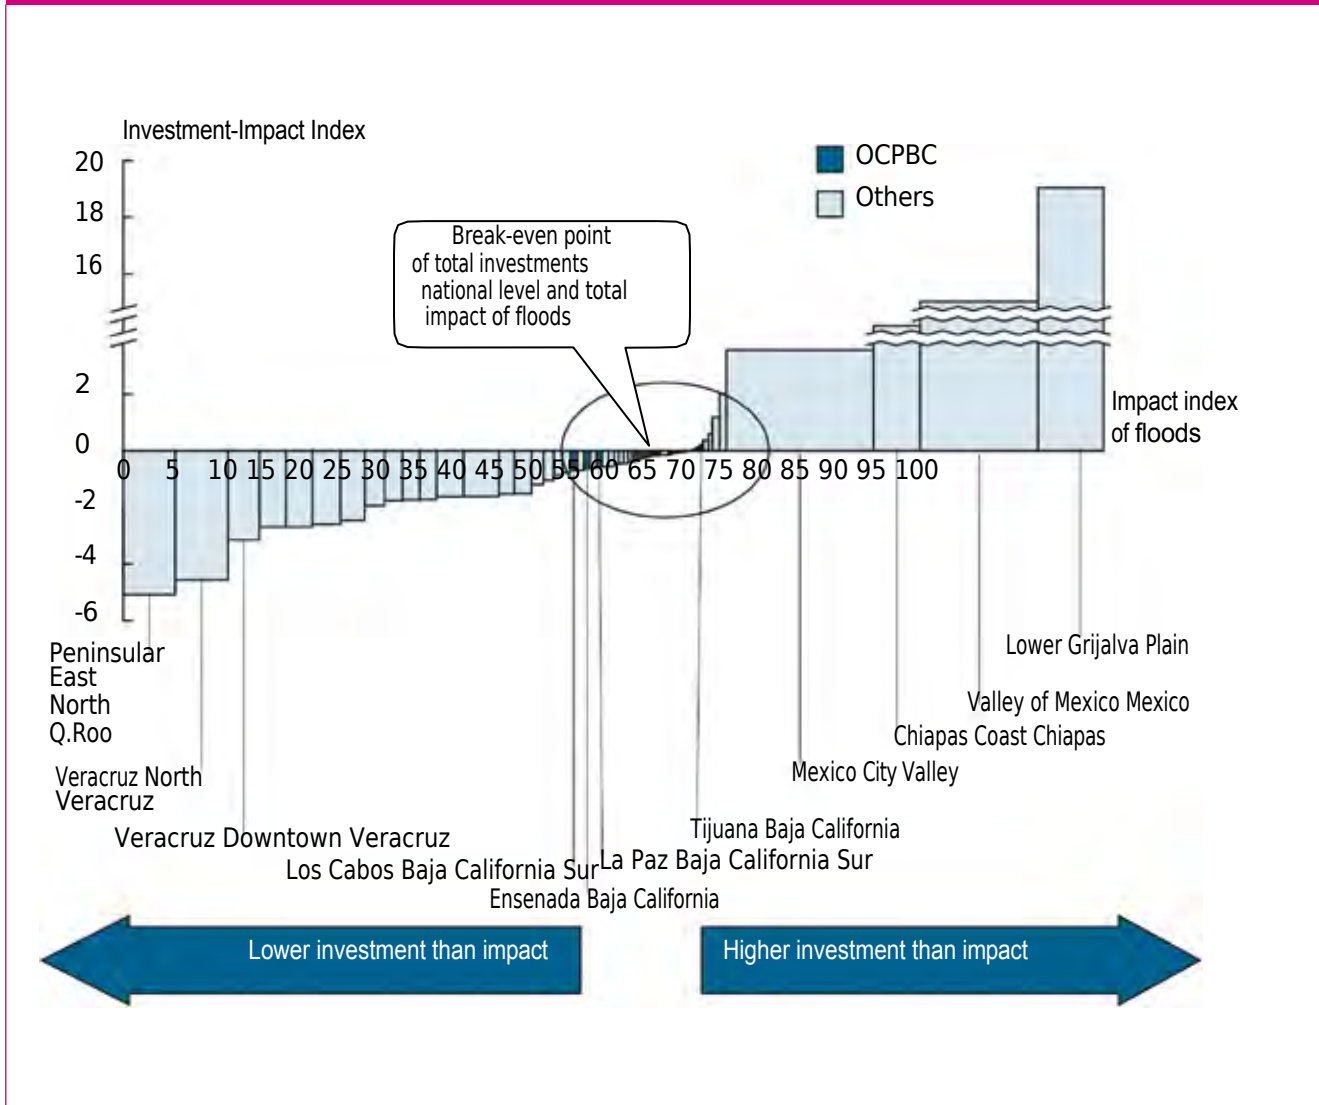 Investment-Impact Index
OCPBC
Others
20
18
16
2
0
-2
-4
-6
Break-even point
of total investments
national level and total
impact of floods
Impact index
of floods
0 5 10 15 20 25 30 35 40 45 50 55 60 65 70 75 80 85 90 95 100
Peninsular
East
North
Q.Roo
Veracruz North
Veracruz
Veracruz Downtown Veracruz
Los Cabos Baja California Sur
Ensenada Baja California
La Paz Baja California Sur
Tijuana Baja California
Mexico City Valley
Chiapas Coast Chiapas
Valley of Mexico Mexico
Lower Grijalva Plain
Lower investment than impact
Higher investment than impact